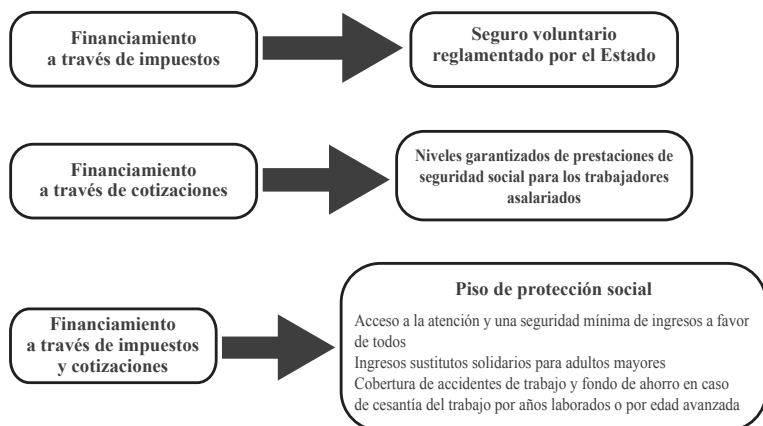 Financiamiento
a través de impuestos
Seguro voluntario
reglamentado por el Estado
Financiamiento
a través de cotizaciones
Niveles garantizados de prestaciones de
seguridad social para los trabajadores
asalariados
Financiamiento
a través de impuestos
y cotizaciones
Piso de protección social
Acceso a la atención y una seguridad mínima de ingresos a favor
de todos
Ingresos sustitutos solidarios para adultos mayores
Cobertura de accidentes de trabajo y fondo de ahorro en caso
de cesantía del trabajo por años laborados o por edad avanzada